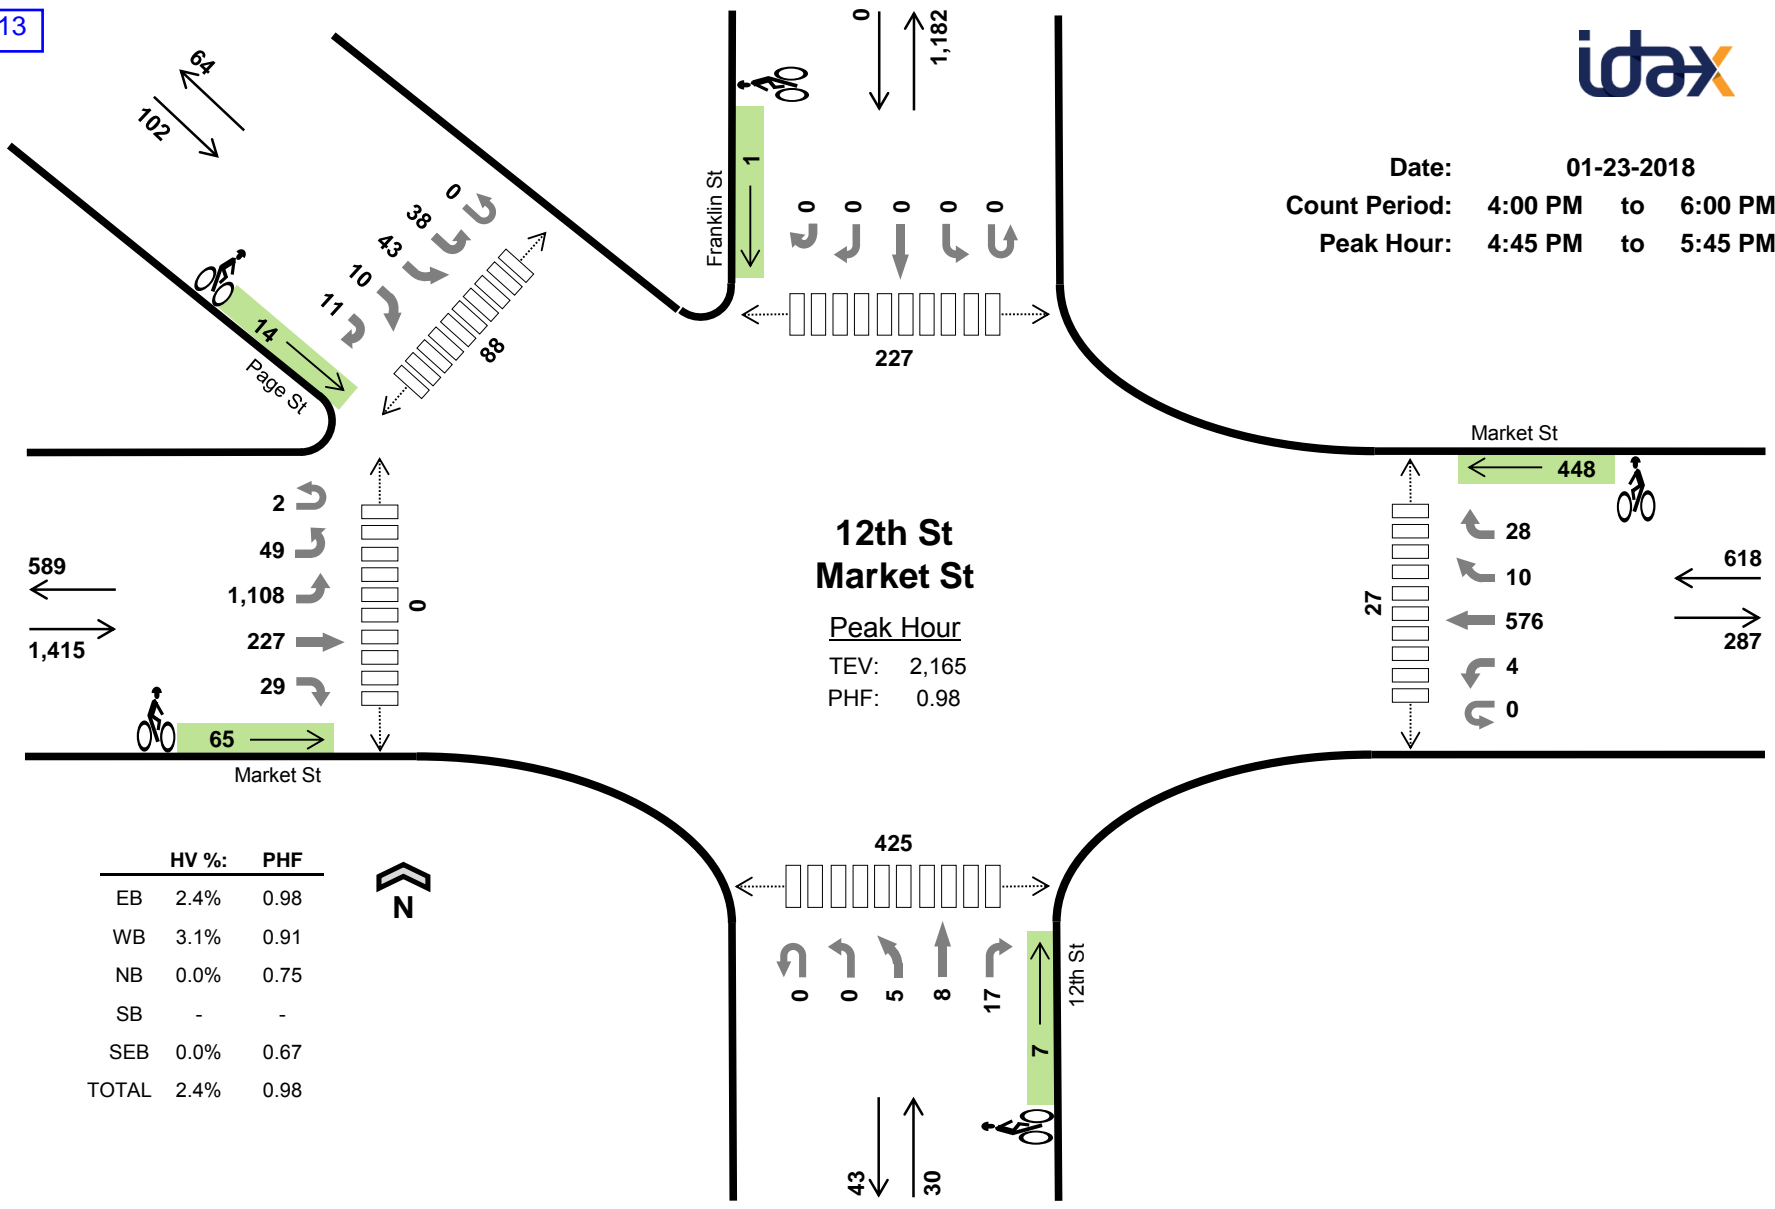 13
idax
Date: 01-23-2018
Count Period: 4:00 PM to 6:00 PM
Peak Hour: 4:45 PM to 5:45 PM
64
102
0
1,182
Franklin St
1
0 0 0 0 0
227
0
38
43
10
11
88
14
Page St
Market St
448
28
10
576
4
0
27
618
287
2
49
1,108
227
29
0
589
1,415
65
Market St
12th St
Market St
Peak Hour
TEV: 2,165
PHF: 0.98
425
0 0 5 8 17
7
12th St
43
30
HV %: PHF
EB 2.4% 0.98
WB 3.1% 0.91
NB 0.0% 0.75
SB - -
SEB 0.0% 0.67
TOTAL 2.4% 0.98
N